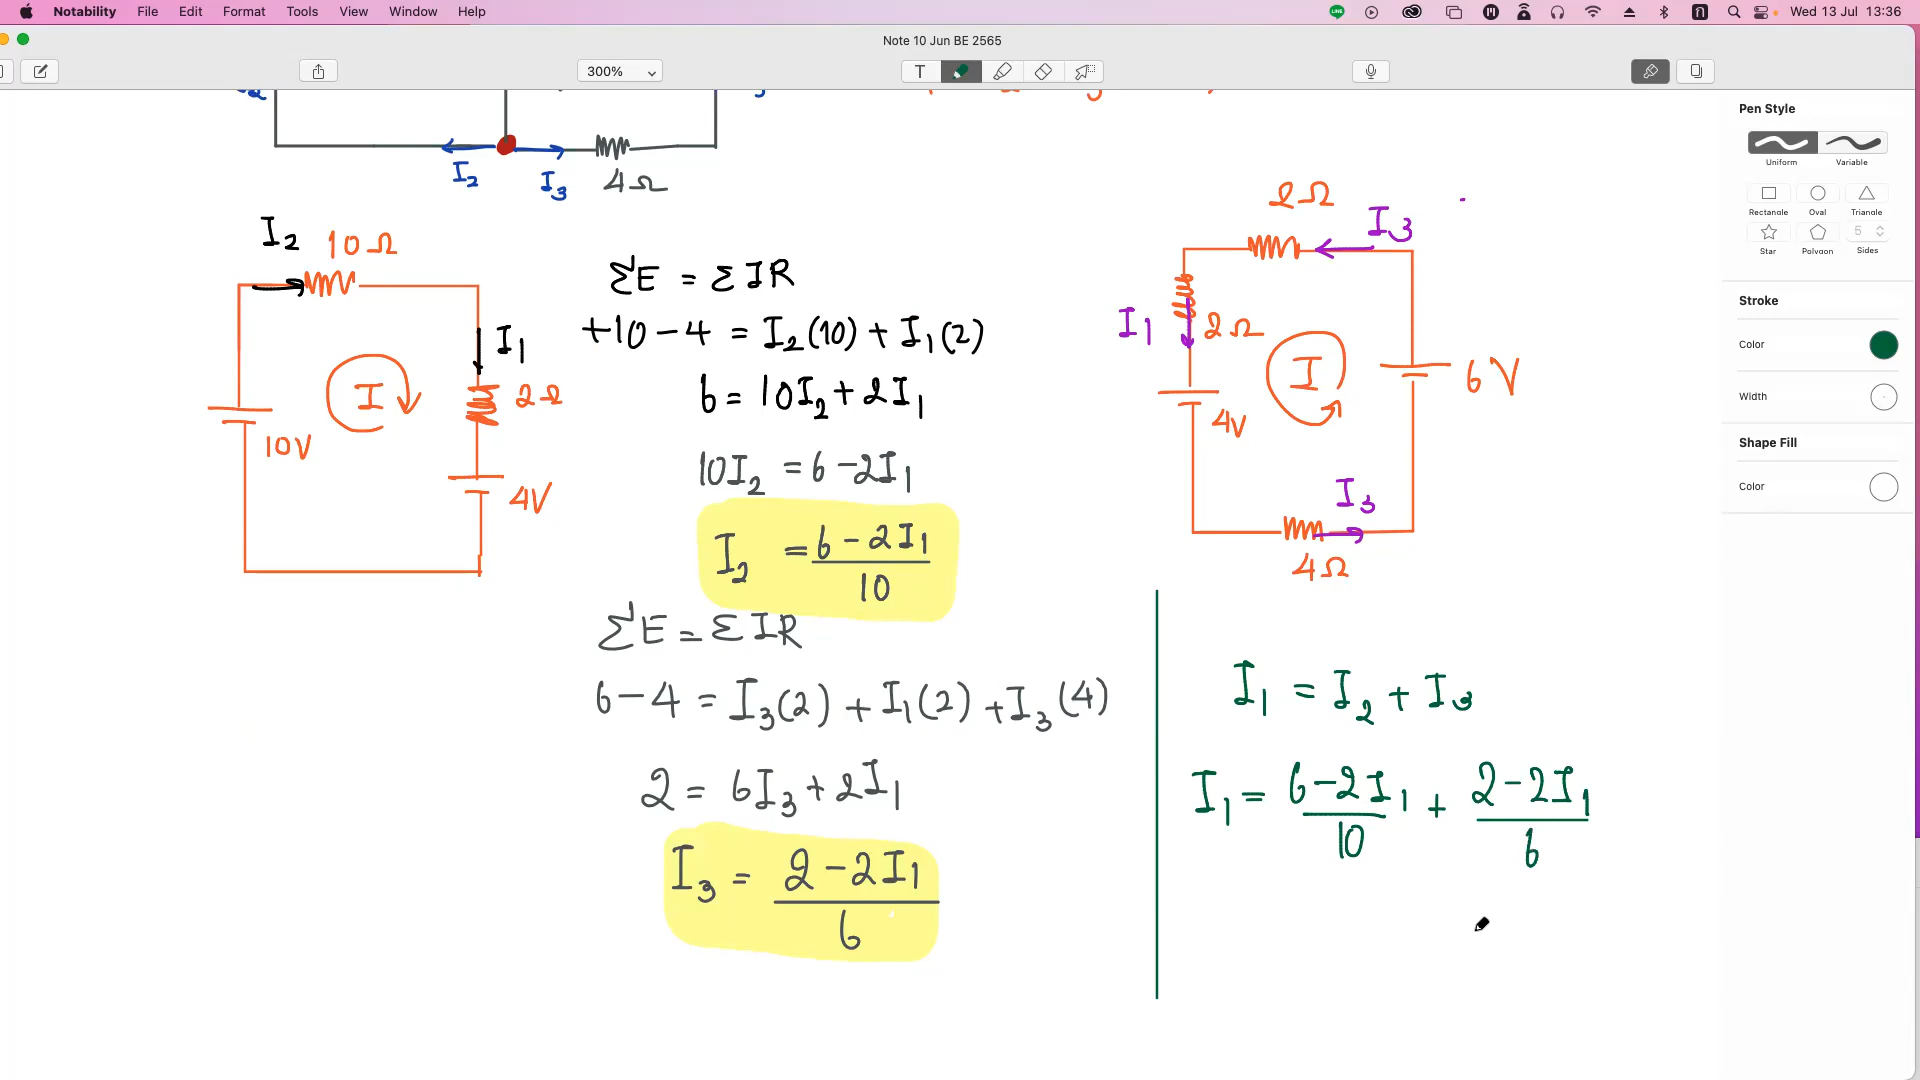 Notability File Edit Format Tools View Window Help
Wed 13 Jul 13:36
Note 10 Jun BE 2565
300%
T
Pen Style
Uniform Variable
Rectangle Oval Triangle
5
Star Polygon Sides
Stroke
Color
Width
Shape Fill
Color
I₂ I₃ 4Ω
I₂ 10Ω
I₁
I 2Ω
10V
4V
ΣE = ΣIR
+10 - 4 = I₂(10) + I₁(2)
6 = 10I₂ + 2I₁
10I₂ = 6 - 2I₁
I₂ = 6 - 2I₁ / 10
ΣE = ΣIR
6 - 4 = I₃(2) + I₁(2) + I₃(4)
2 = 6I₃ + 2I₁
I₃ = 2 - 2I₁ / 6
2Ω
I₃
I₁ 2Ω
I 6V
4V
I₃
4Ω
I₁ = I₂ + I₃
I₁ = 6 - 2I₁ / 10 + 2 - 2I₁ / 6